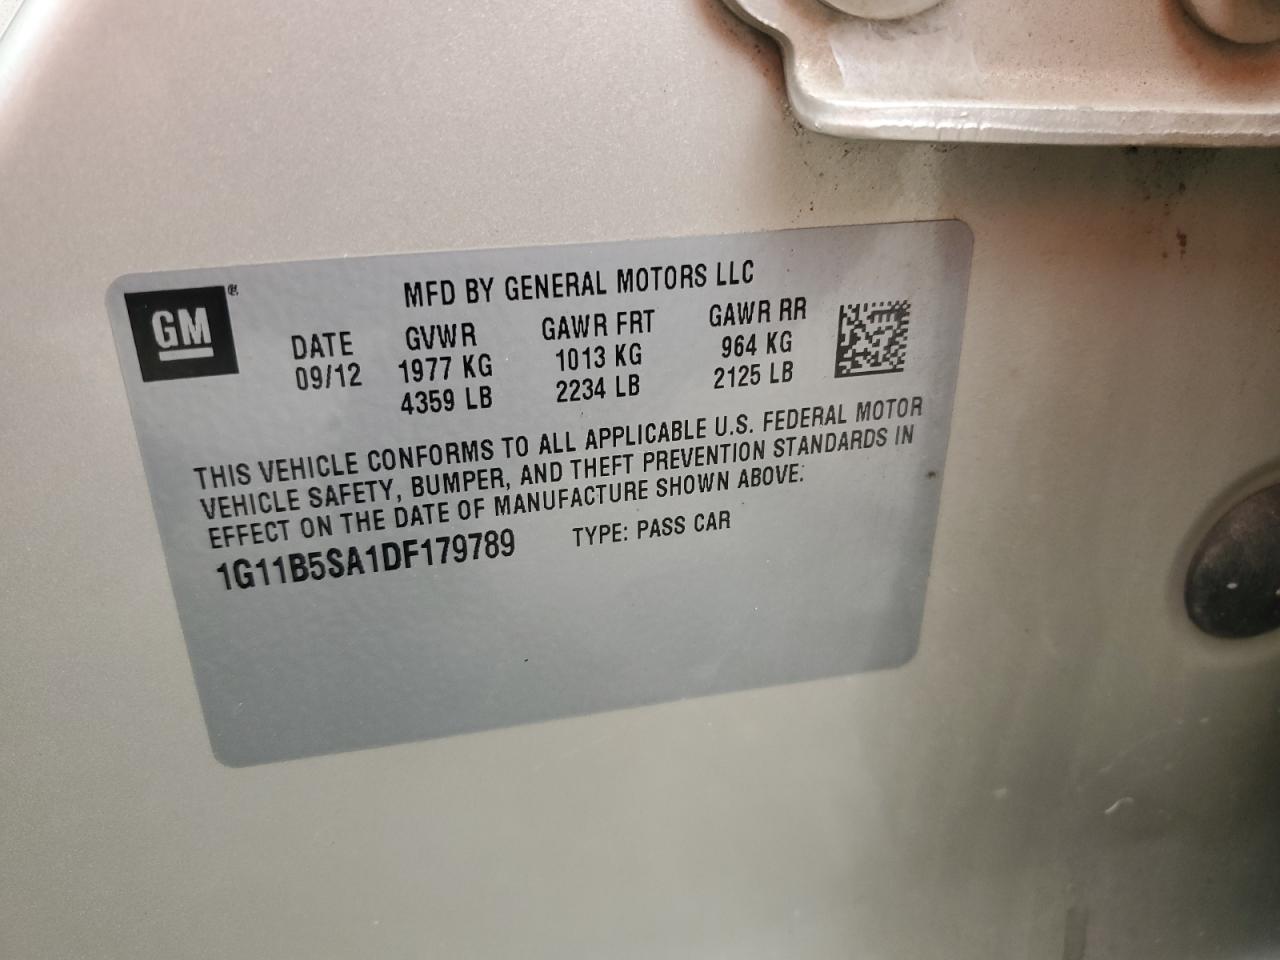 GM®
MFD BY GENERAL MOTORS LLC
DATE GVWR GAWR FRT GAWR RR
09/12 1977 KG 1013 KG 964 KG
4359 LB 2234 LB 2125 LB
THIS VEHICLE CONFORMS TO ALL APPLICABLE U.S. FEDERAL MOTOR
VEHICLE SAFETY, BUMPER, AND THEFT PREVENTION STANDARDS IN
EFFECT ON THE DATE OF MANUFACTURE SHOWN ABOVE.
1G11B5SA1DF179789 TYPE: PASS CAR